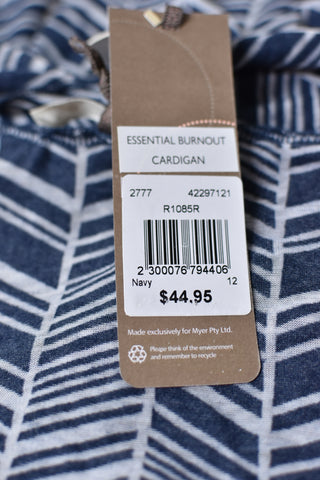 ESSENTIAL BURNOUT
CARDIGAN
2777 42297121
R1085R
2 300076 794406
Navy 12
$44.95
Made exclusively for Myer Pty Ltd.
Please think of the environment
and remember to recycle